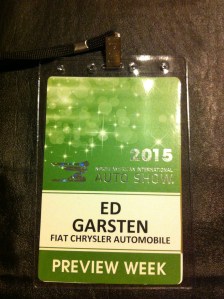 2015
NORTH AMERICAN INTERNATIONAL
AUTO SHOW
ED
GARSTEN
FIAT CHRYSLER AUTOMOBILE
PREVIEW WEEK